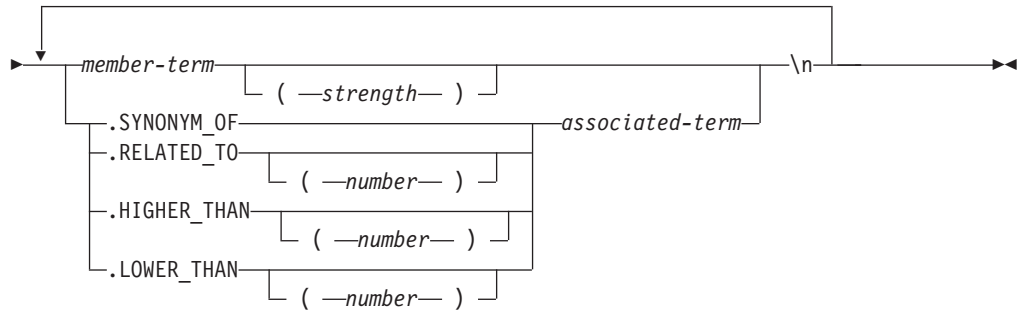 member-term \n
( strength )
.SYNONYM_OF associated-term
.RELATED_TO
( number )
.HIGHER_THAN
( number )
.LOWER_THAN
( number )